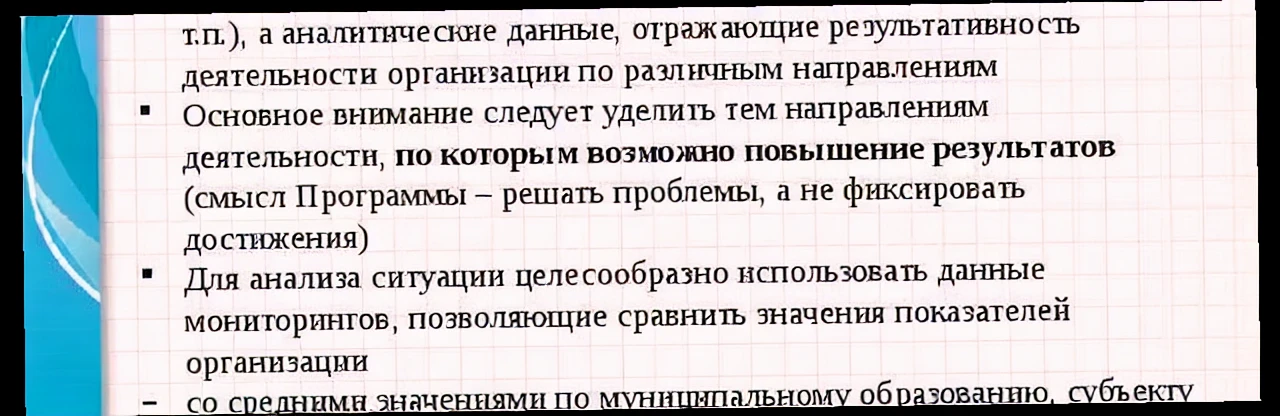 т.п.), а аналитические данные, отражающие результативность
деятельности организации по различным направлениям
▪ Основное внимание следует уделить тем направлениям
деятельности, по которым возможно повышение результатов
(смысл Программы – решать проблемы, а не фиксировать
достижения)
▪ Для анализа ситуации целесообразно использовать данные
мониторингов, позволяющие сравнить значения показателей
организации
– со средними значениями по муниципальному образованию, субъекту